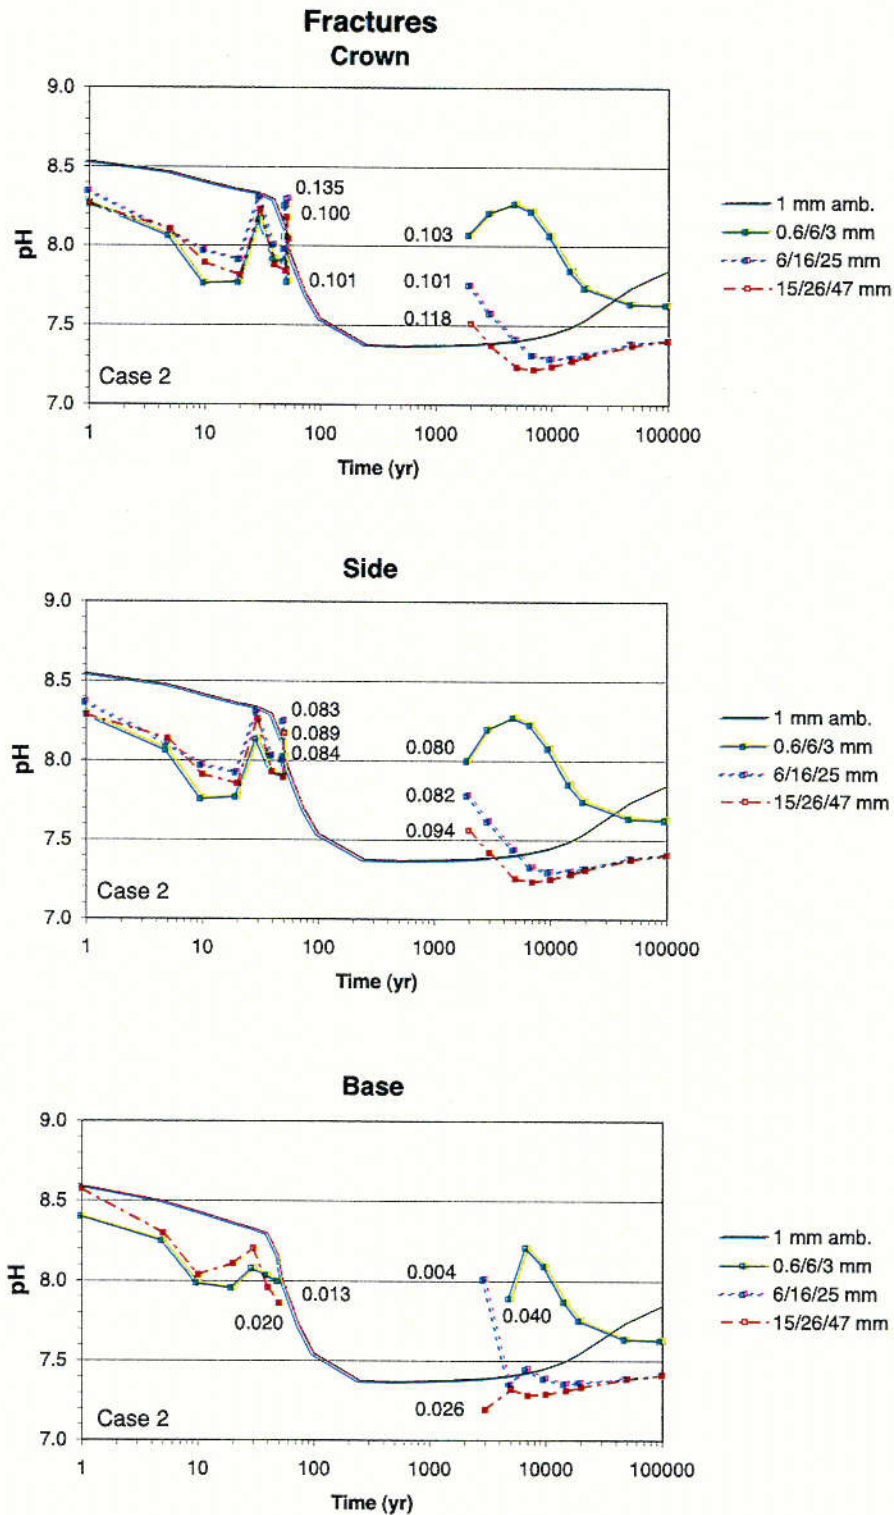 Fractures
Crown
9.0
8.5
8.0
7.5
7.0
pH
0.135
0.100
0.101
0.103
0.101
0.118
Case 2
1 10 100 1000 10000 100000
Time (yr)
1 mm amb.
0.6/6/3 mm
6/16/25 mm
15/26/47 mm
Side
9.0
8.5
8.0
7.5
7.0
pH
0.083
0.089
0.084
0.080
0.082
0.094
Case 2
1 10 100 1000 10000 100000
Time (yr)
1 mm amb.
0.6/6/3 mm
6/16/25 mm
15/26/47 mm
Base
9.0
8.5
8.0
7.5
7.0
pH
0.013
0.020
0.004
0.040
0.026
Case 2
1 10 100 1000 10000 100000
Time (yr)
1 mm amb.
0.6/6/3 mm
6/16/25 mm
15/26/47 mm